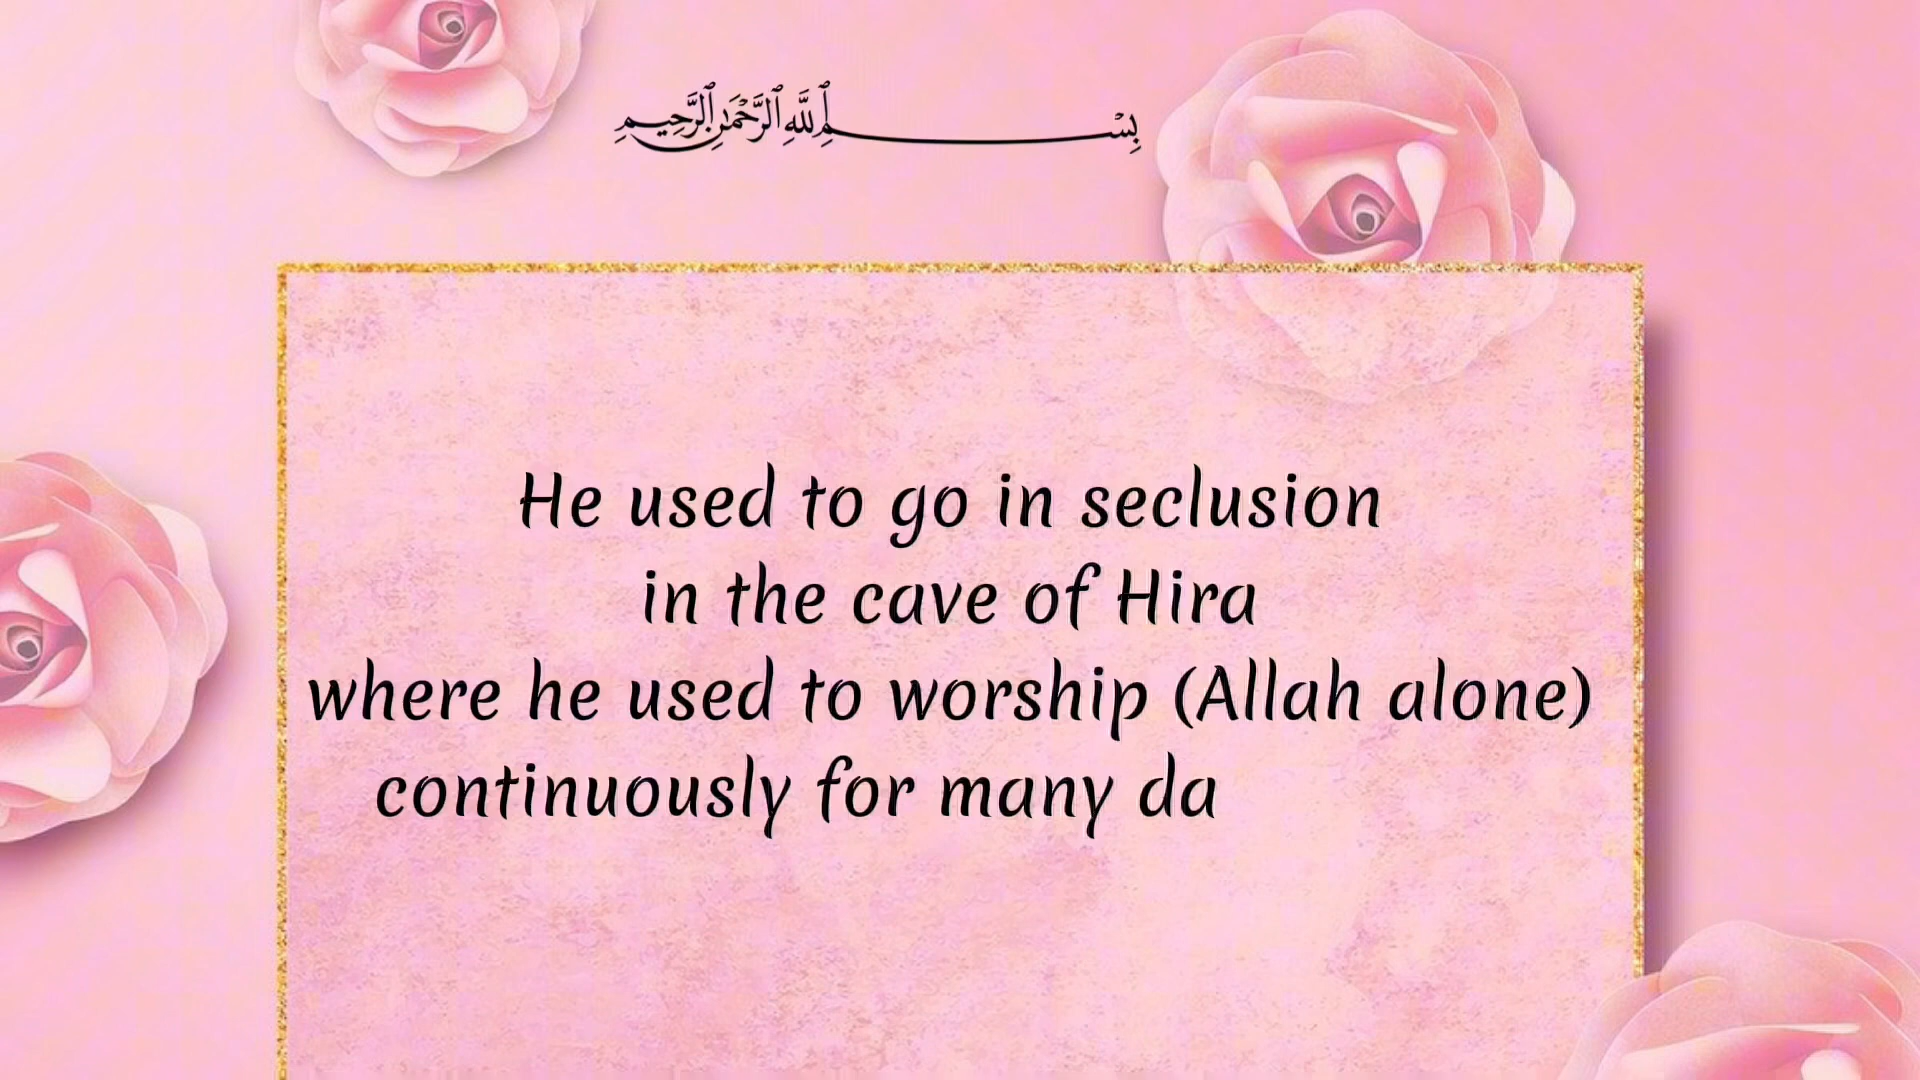 بِسْمِ ٱللَّهِ ٱلرَّحْمَٰنِ ٱلرَّحِيمِ
He used to go in seclusion
in the cave of Hira
where he used to worship (Allah alone)
continuously for many da